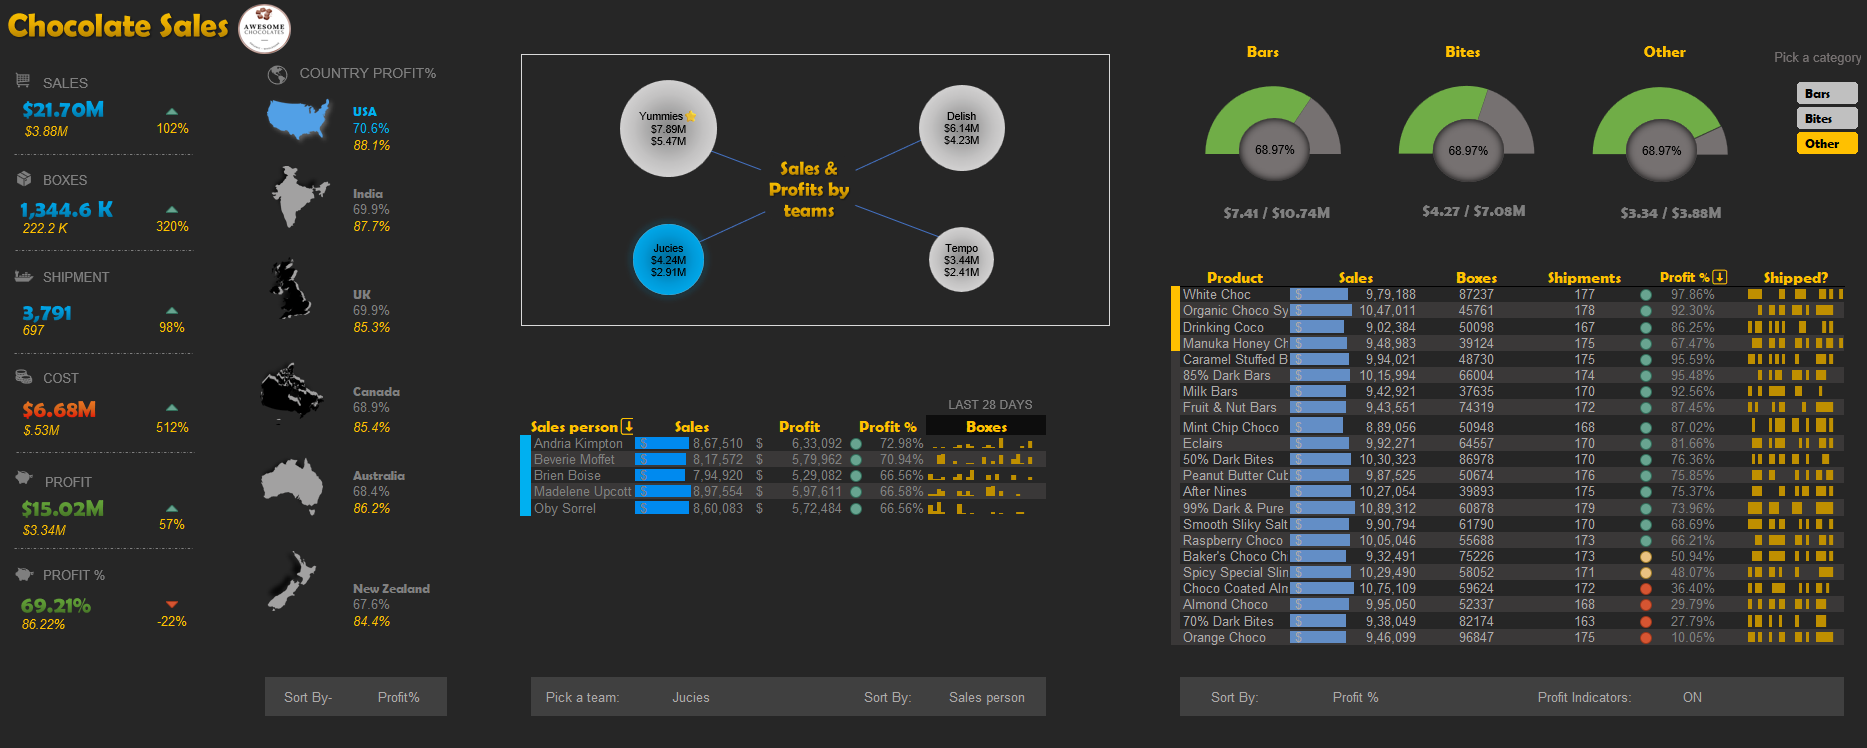 Chocolate Sales
AWESOME
CHOCOLATES
SALES
$21.70M
$3.88M
102%
BOXES
1,344.6 K
222.2 K
320%
SHIPMENT
3,791
697
98%
COST
$6.68M
$.53M
512%
PROFIT
$15.02M
$3.34M
57%
PROFIT %
69.21%
86.22%
-22%
COUNTRY PROFIT%
USA
70.6%
88.1%
India
69.9%
87.7%
UK
69.9%
85.3%
Canada
68.9%
85.4%
Australia
68.4%
86.2%
New Zealand
67.6%
84.4%
Sort By- Profit%
Yummies
$7.89M
$5.47M
Delish
$6.14M
$4.23M
Sales &
Profits by
teams
Jucies
$4.24M
$2.91M
Tempo
$3.44M
$2.41M
LAST 28 DAYS
Sales person Sales Profit Profit % Boxes
Andria Kimpton $ 8,67,510 $ 6,33,092 72.98%
Beverie Moffet $ 8,17,572 $ 5,79,962 70.94%
Brien Boise $ 7,94,920 $ 5,29,082 66.56%
Madelene Upcott $ 8,97,554 $ 5,97,611 66.58%
Oby Sorrel $ 8,60,083 $ 5,72,484 66.56%
Pick a team: Jucies Sort By: Sales person
Bars
68.97%
$7.41 / $10.74M
Bites
68.97%
$4.27 / $7.08M
Other
68.97%
$3.34 / $3.88M
Pick a category
Bars
Bites
Other
Product Sales Boxes Shipments Profit % Shipped?
White Choc $ 9,79,188 87237 177 97.86%
Organic Choco Sy $ 10,47,011 45761 178 92.30%
Drinking Coco $ 9,02,384 50098 167 86.25%
Manuka Honey Ch $ 9,48,983 39124 175 67.47%
Caramel Stuffed B $ 9,94,021 48730 170 95.59%
85% Dark Bars $ 10,15,994 66004 174 95.48%
Milk Bars $ 9,42,921 37635 170 92.56%
Fruit & Nut Bars $ 9,43,551 74319 172 87.45%
Mint Chip Choco $ 8,89,056 50948 168 87.02%
Eclairs $ 9,92,271 64557 170 81.66%
50% Dark Bites $ 10,30,323 86978 170 76.36%
Peanut Butter Cub $ 9,87,525 50674 176 75.85%
After Nines $ 10,27,054 39893 175 75.37%
99% Dark & Pure $ 10,89,312 60878 179 73.96%
Smooth Sliky Salt $ 9,90,794 61790 170 68.69%
Raspberry Choco $ 10,05,046 55688 173 66.21%
Baker's Choco Ch $ 9,32,491 75226 173 50.94%
Spicy Special Slin $ 10,29,490 58052 171 48.07%
Choco Coated Aln $ 10,75,109 59624 172 36.40%
Almond Choco $ 9,95,050 52337 168 29.79%
70% Dark Bites $ 9,38,049 82174 163 27.79%
Orange Choco $ 9,46,099 96847 175 10.05%
Sort By: Profit % Profit Indicators: ON